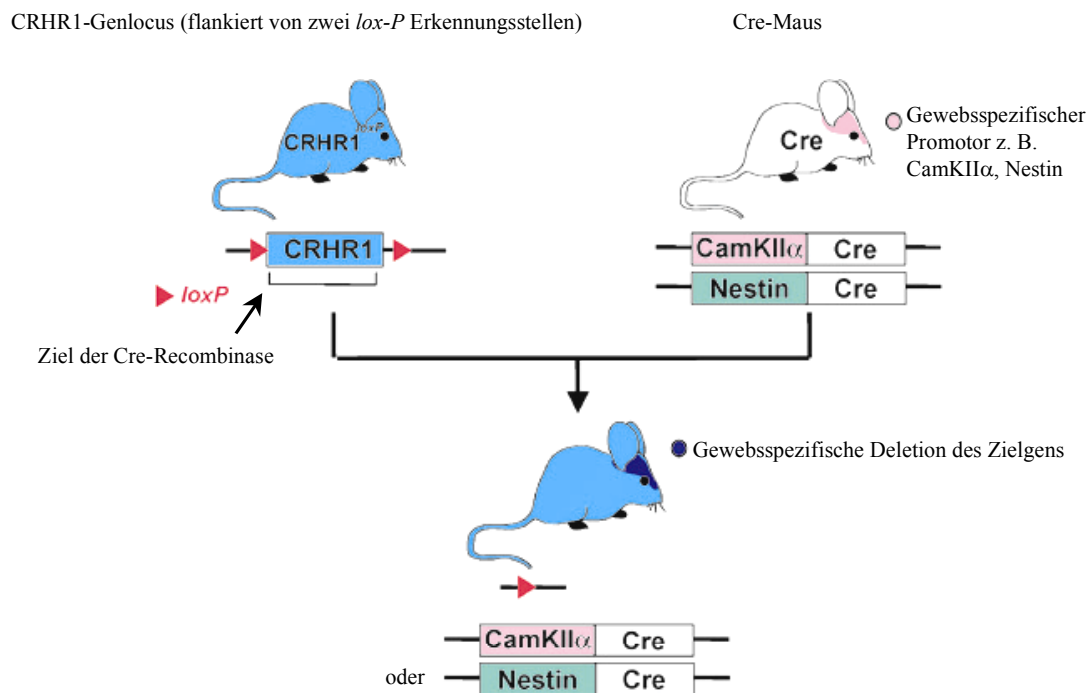 CRHR1-Genlocus (flankiert von zwei lox-P Erkennungsstellen)
Cre-Maus
loxP
CRHR1
Cre
Gewebsspezifischer
Promotor z. B.
CamKIIα, Nestin
CRHR1
loxP
Ziel der Cre-Recombinase
CamKIIα Cre
Nestin Cre
Gewebsspezifische Deletion des Zielgens
CamKIIα Cre
oder Nestin Cre